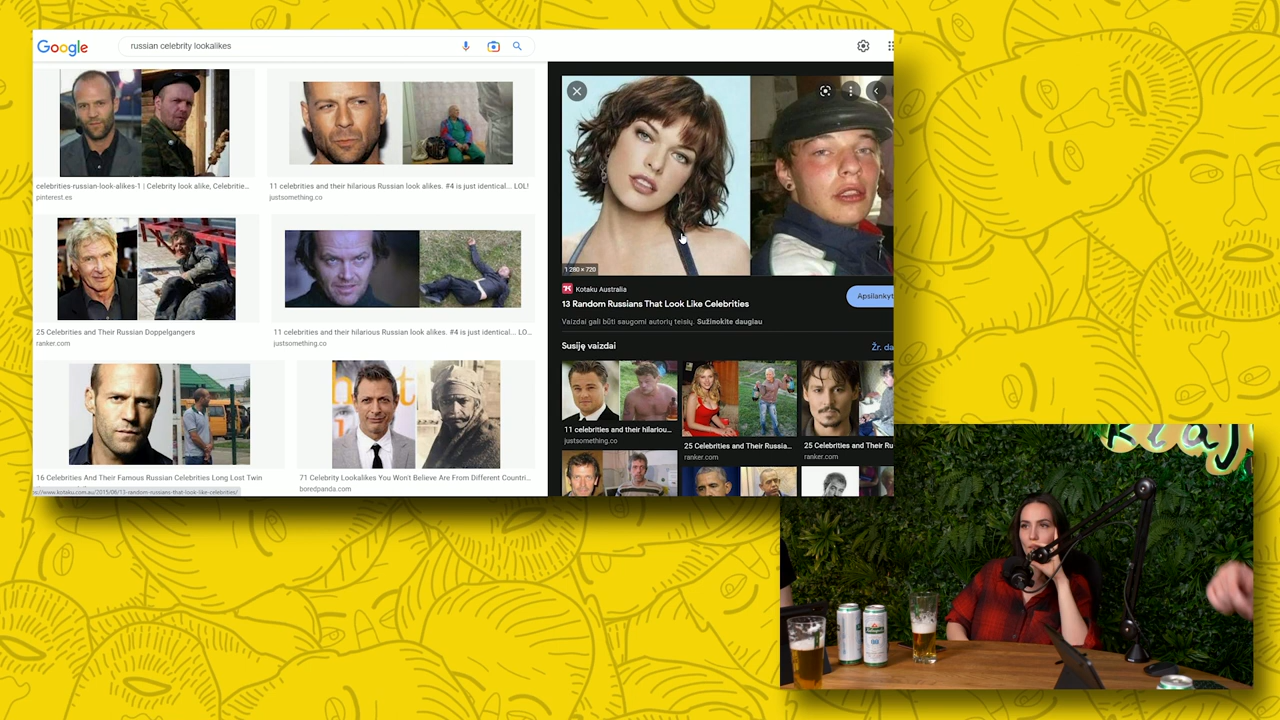 Google
russian celebrity lookalikes
celebrities-russian-look-alikes-1 | Celebrity look alike, Celebritie...
pinterest.es
11 celebrities and their hilarious Russian look alikes. #4 is just identical... LOL!
justsomething.co
25 Celebrities and Their Russian Doppelgangers
ranker.com
11 celebrities and their hilarious Russian look alikes. #4 is just identical... LO...
justsomething.co
16 Celebrities And Their Famous Russian Celebrities Long Lost Twin
71 Celebrity Lookalikes You Won't Believe Are From Different Countri...
boredpanda.com
1 280 × 720
Kotaku Australia
13 Random Russians That Look Like Celebrities
Apsilankyt
Vaizdai gali būti saugomi autorių teisių. Sužinokite daugiau
Susiję vaizdai
Žr. da
11 celebrities and their hilariou...
justsomething.co
25 Celebrities and Their Russia...
ranker.com
25 Celebrities and Their Ru
ranker.com